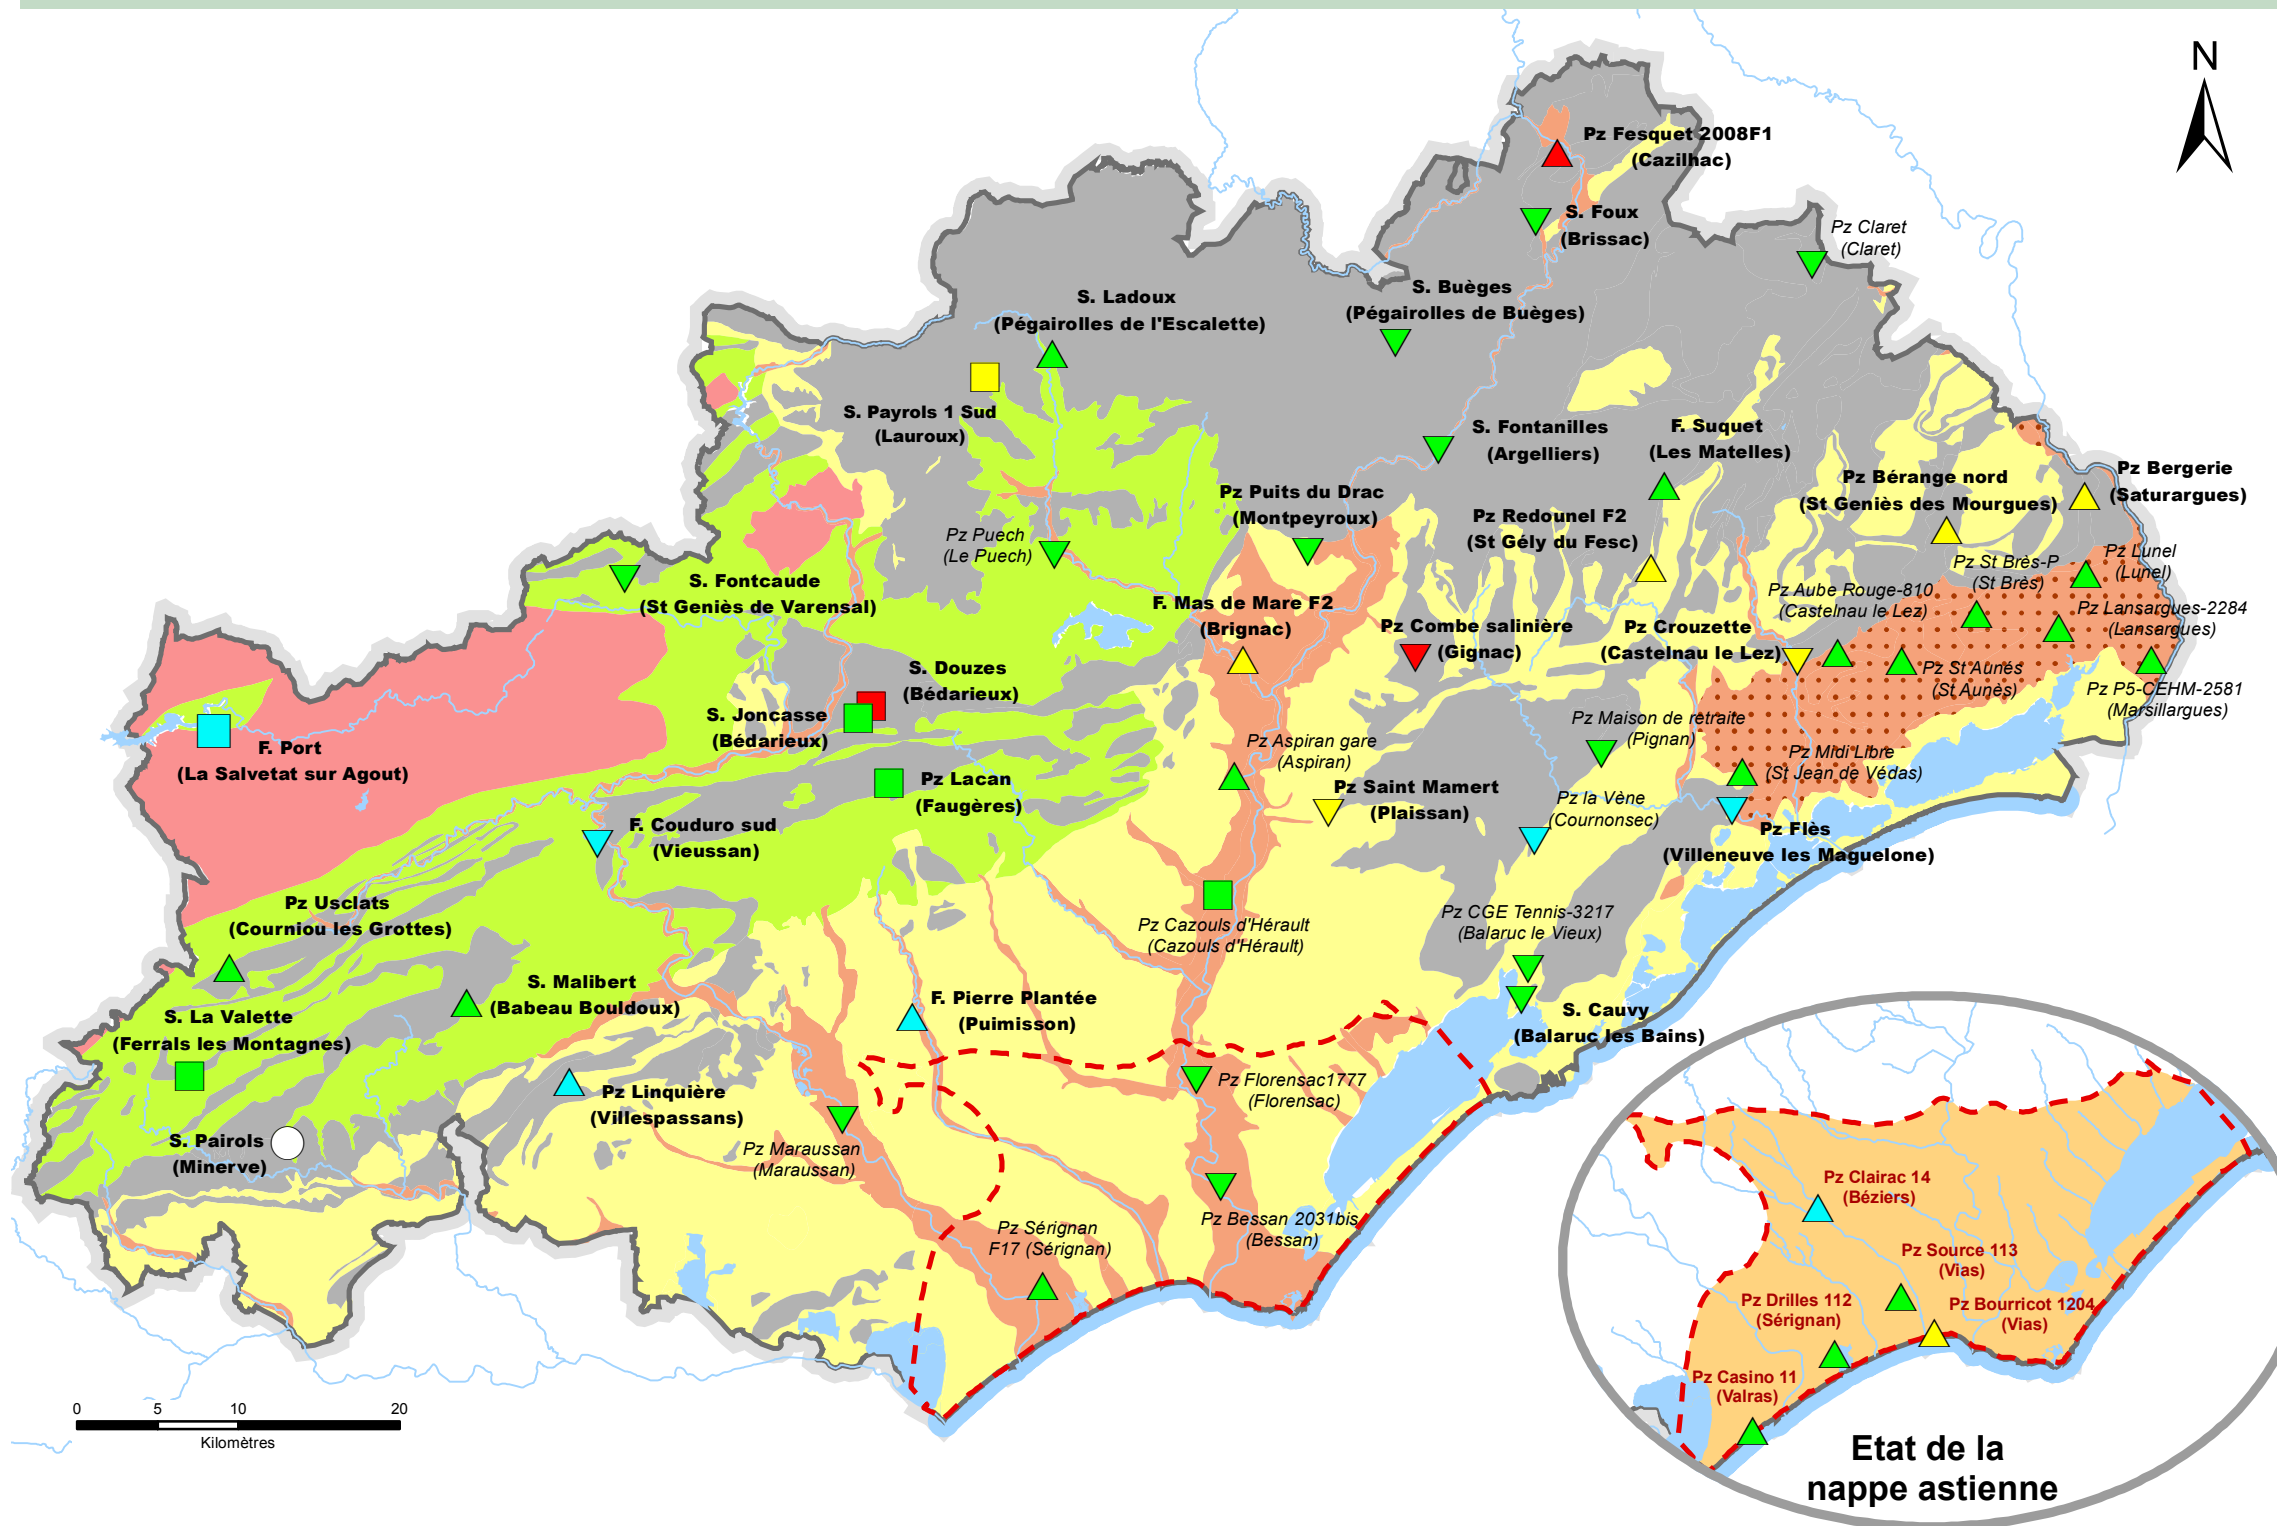 N
Pz Fesquet 2008F1
(Cazilhac)
S. Foux
(Brissac)
Pz Claret
(Claret)
S. Ladoux
(Pégairolles de l'Escalette)
S. Buèges
(Pégairolles de Buèges)
S. Payrols 1 Sud
(Lauroux)
S. Fontanilles
(Argelliers)
F. Suquet
(Les Matelles)
Pz Bérange nord
(St Geniès des Mourgues)
Pz Bergerie
(Saturargues)
Pz Puits du Drac
(Montpeyroux)
Pz Redounel F2
(St Gély du Fesc)
Pz Puech
(Le Puech)
Pz St Brès-P
(St Brès)
Pz Lunel
(Lunel)
S. Fontcaude
(St Geniès de Varensal)
Pz Aube Rouge-810
(Castelnau le Lez)
F. Mas de Mare F2
(Brignac)
Pz Lansargues-2284
(Lansargues)
Pz Combe salinière
(Gignac)
Pz Crouzette
(Castelnau le Lez)
S. Douzes
(Bédarieux)
Pz St Aunés
(St Aunès)
Pz P5-CEHM-2581
(Marsillargues)
S. Joncasse
(Bédarieux)
Pz Maison de retraite
(Pignan)
F. Port
(La Salvetat sur Agout)
Pz Aspiran gare
(Aspiran)
Pz Midi Libre
(St Jean de Védas)
Pz Lacan
(Faugères)
Pz Saint Mamert
(Plaissan)
Pz la Vène
(Cournonsec)
F. Couduro sud
(Vieussan)
Pz Flès
(Villeneuve les Maguelone)
Pz Usclats
(Courniou les Grottes)
Pz Cazouls d'Hérault
(Cazouls d'Hérault)
Pz CGE Tennis-3217
(Balaruc le Vieux)
S. Malibert
(Babeau Bouldoux)
F. Pierre Plantée
(Puimisson)
S. Cauvy
(Balaruc les Bains)
S. La Valette
(Ferrals les Montagnes)
Pz Linquière
(Villespassans)
Pz Florensac1777
(Florensac)
S. Pairols
(Minerve)
Pz Maraussan
(Maraussan)
Pz Sérignan
F17 (Sérignan)
Pz Bessan 2031bis
(Bessan)
Pz Clairac 14
(Béziers)
Pz Source 113
(Vias)
Pz Drilles 112
(Sérignan)
Pz Bourricot 1204
(Vias)
Pz Casino 11
(Valras)
0 5 10 20
Kilomètres
Etat de la
nappe astienne